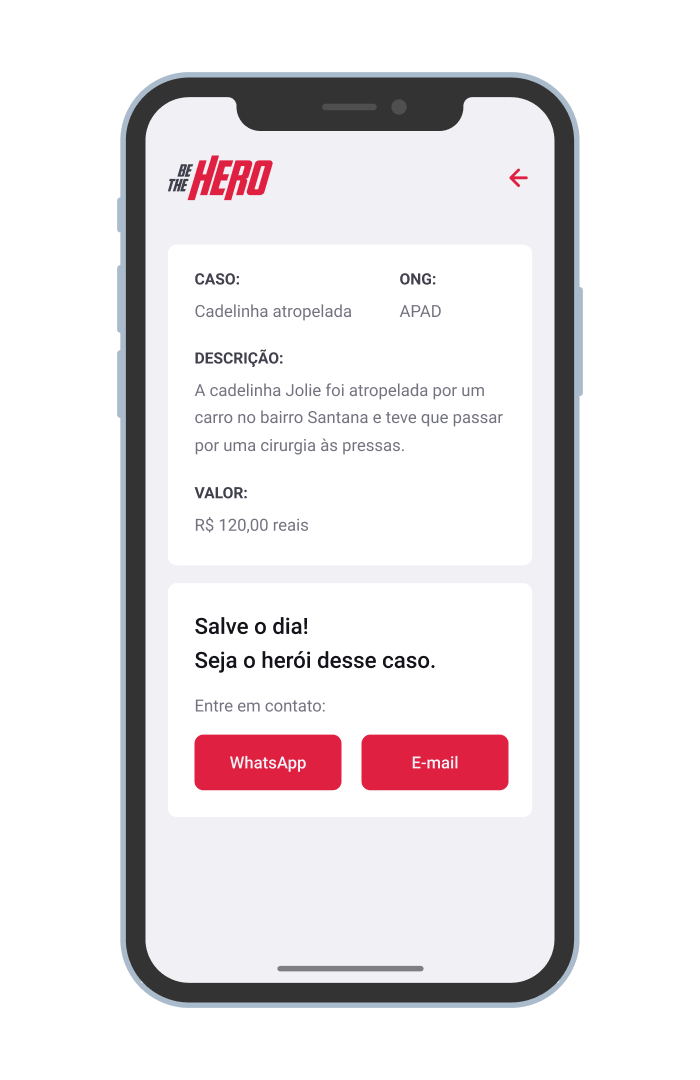 BE
THE HERO
CASO: ONG:
Cadelinha atropelada APAD
DESCRIÇÃO:
A cadelinha Jolie foi atropelada por um
carro no bairro Santana e teve que passar
por uma cirurgia às pressas.
VALOR:
R$ 120,00 reais
Salve o dia!
Seja o herói desse caso.
Entre em contato:
WhatsApp E-mail